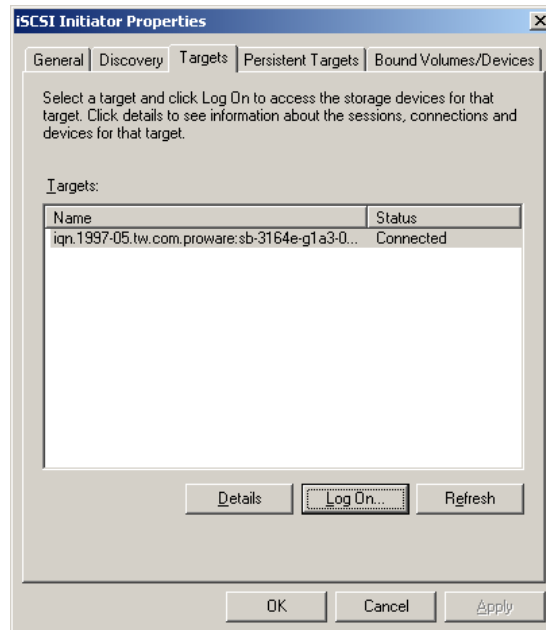 iSCSI Initiator Properties
General Discovery Targets Persistent Targets Bound Volumes/Devices
Select a target and click Log On to access the storage devices for that
target. Click details to see information about the sessions, connections and
devices for that target.
Targets:
Name Status
iqn.1997-05.tw.com.proware:sb-3164e-g1a3-0... Connected
Details Log On... Refresh
OK Cancel Apply